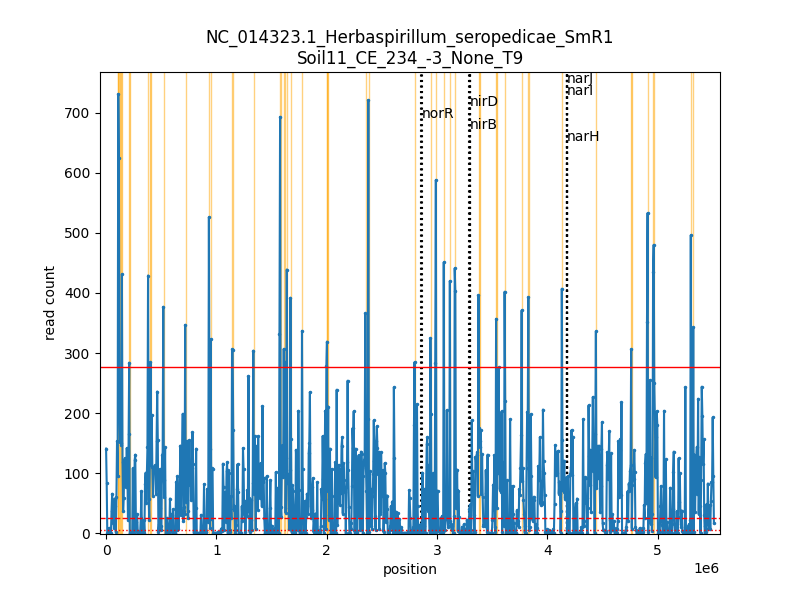 NC_014323.1_Herbaspirillum_seropedicae_SmR1
Soil11_CE_234_-3_None_T9
narJ
narI
nirD
norR
nirB
narH
700
600
500
400
300
200
100
0
read count
0
1
2
3
4
5
1e6
position